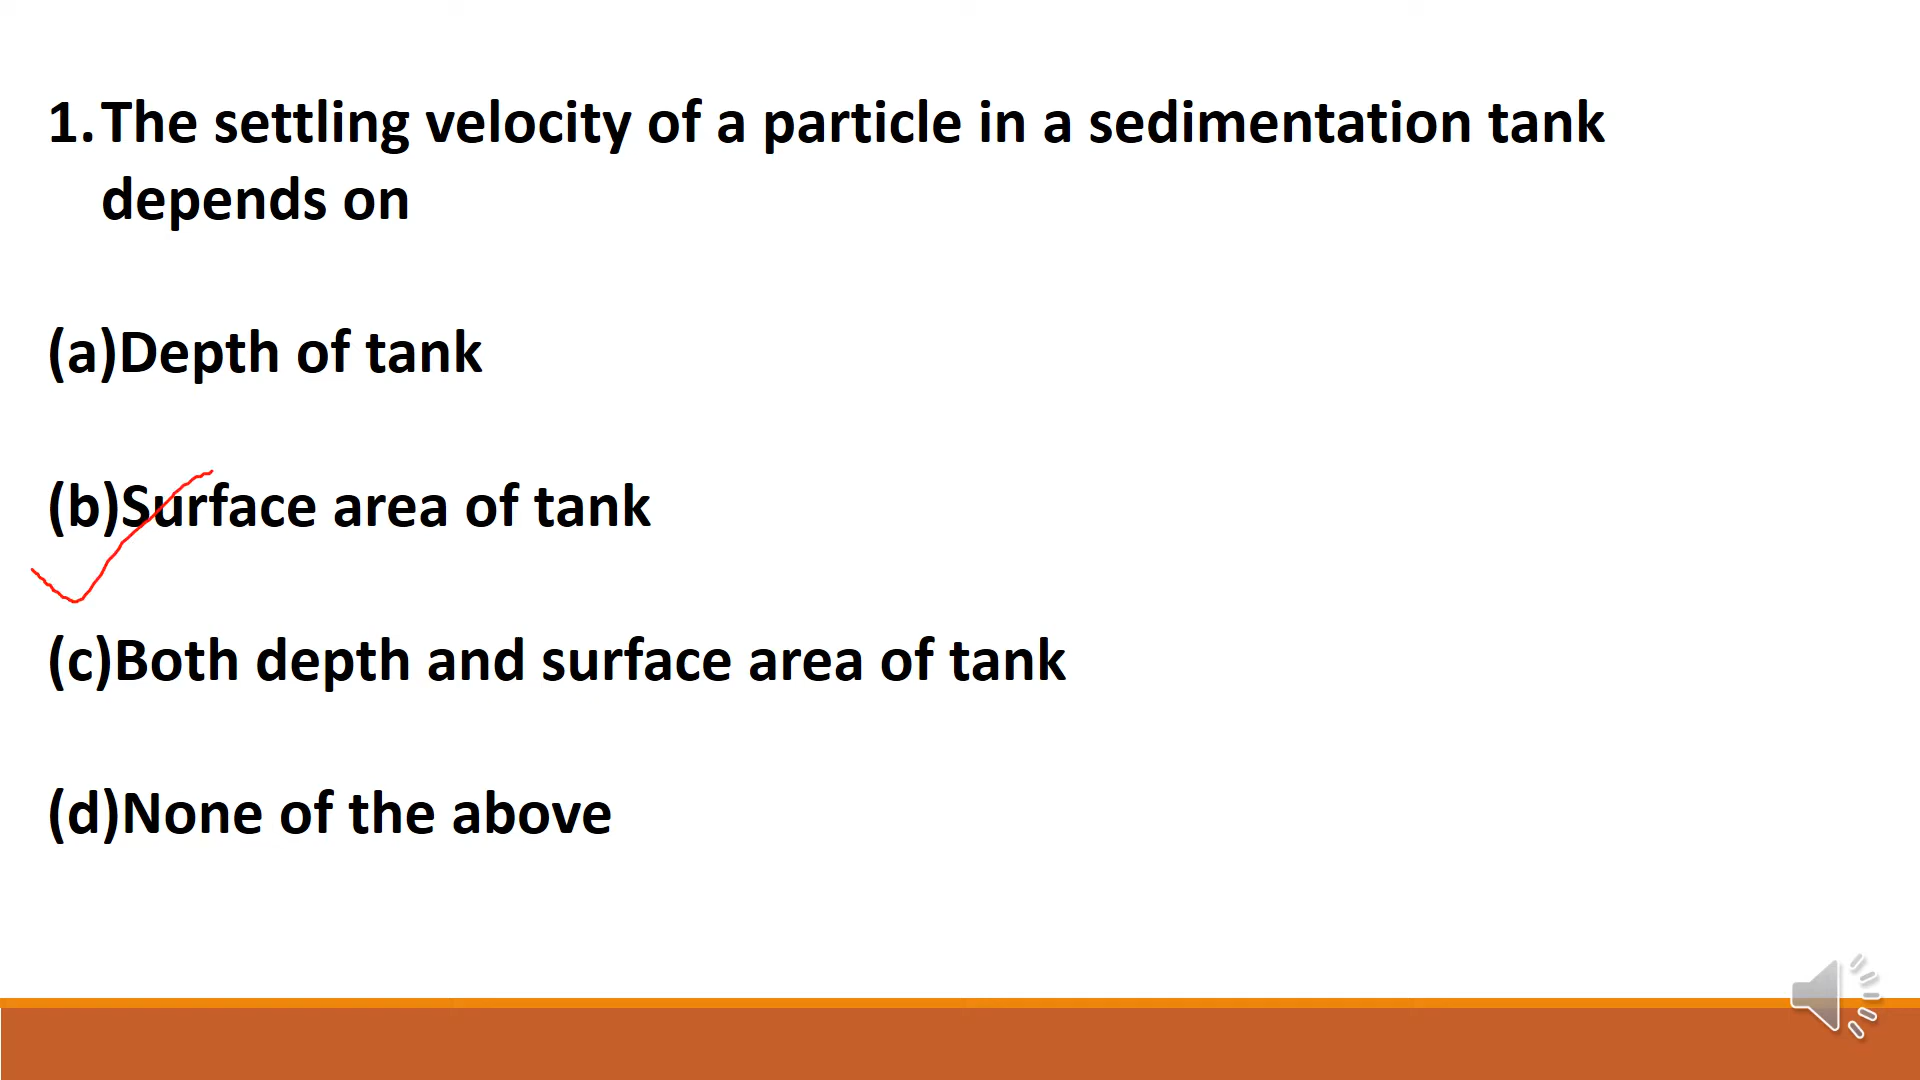 1.The settling velocity of a particle in a sedimentation tank
depends on
(a)Depth of tank
(b)Surface area of tank
(c)Both depth and surface area of tank
(d)None of the above